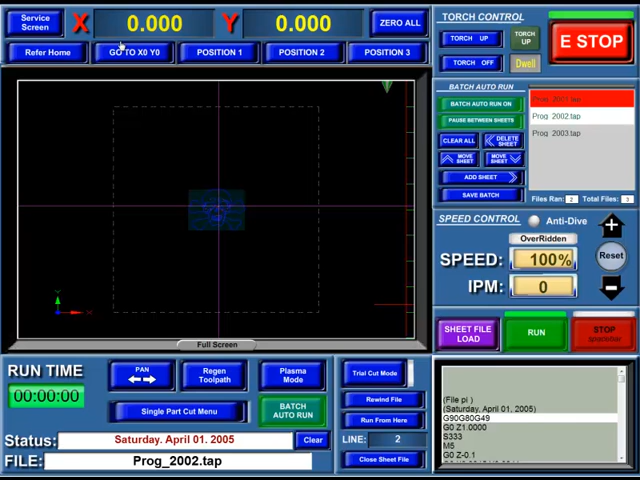 Service Screen
X 0.000 Y 0.000
ZERO ALL
Refer Home
GO TO X0 Y0
POSITION 1
POSITION 2
POSITION 3
TORCH CONTROL
TORCH UP
TORCH UP
TORCH OFF
Dwell
E STOP
BATCH AUTO RUN
BATCH AUTO RUN ON
PAUSE BETWEEN SHEETS
CLEAR ALL
DELETE SHEET
MOVE SHEET
MOVE SHEET
ADD SHEET
SAVE BATCH
Prog_2001.tap
Prog_2002.tap
Prog_2003.tap
Files Ran: 2 Total Files: 3
SPEED CONTROL
Anti-Dive
OverRidden
SPEED: 100%
IPM: 0
+
Reset
-
SHEET FILE LOAD
RUN
STOP
spacebar
Y
X
Full Screen
RUN TIME
00:00:00
PAN
Regen Toolpath
Plasma Mode
Single Part Cut Menu
BATCH AUTO RUN
Status: Saturday. April 01. 2005
Clear
FILE: Prog_2002.tap
Trial Cut Mode
Rewind File
Run From Here
LINE: 2
Close Sheet File
(File pi )
(Saturday. April 01. 2005)
G90G80G49
G0 Z1.0000
S333
M5
G0 Z-0.1